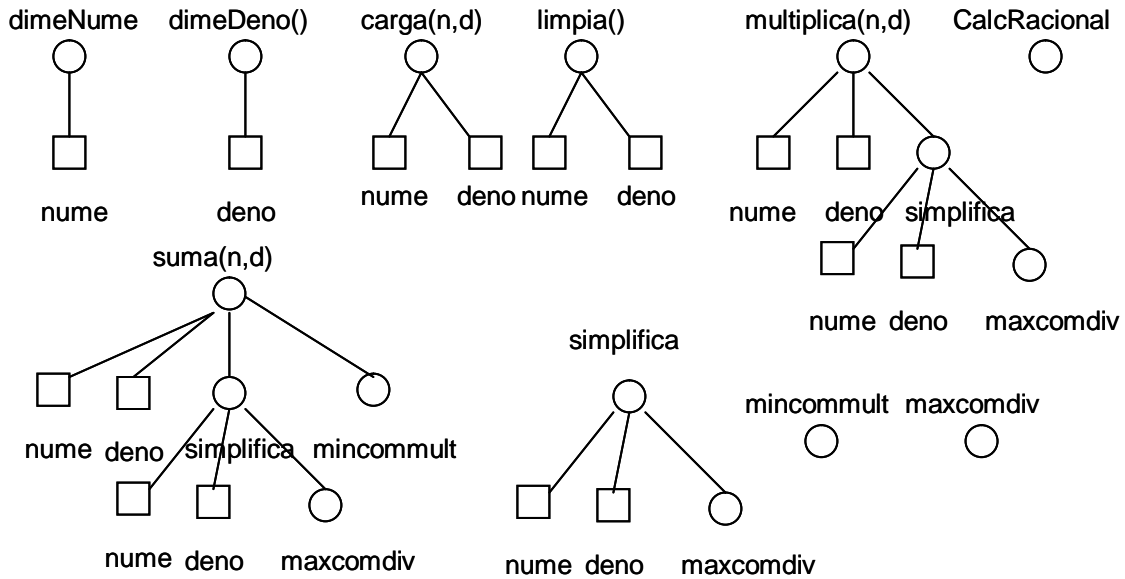 dimeNume dimeDeno() carga(n,d) limpia() multiplica(n,d) CalcRacional
nume deno nume deno nume deno nume deno simplifica
suma(n,d)
nume deno maxcomdiv
simplifica
mincommult maxcomdiv
nume deno simplifica mincommult
nume deno maxcomdiv nume deno maxcomdiv